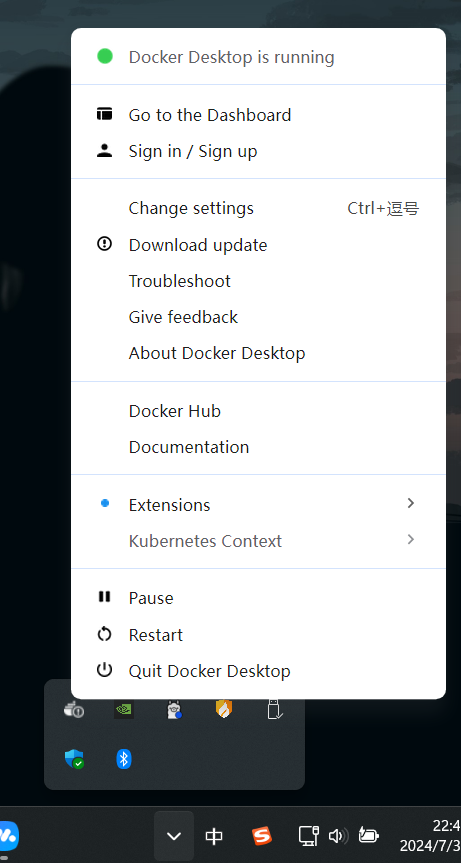 Docker Desktop is running
Go to the Dashboard
Sign in / Sign up
Change settings Ctrl+逗号
Download update
Troubleshoot
Give feedback
About Docker Desktop
Docker Hub
Documentation
Extensions
Kubernetes Context
Pause
Restart
Quit Docker Desktop
中
22:4
2024/7/3